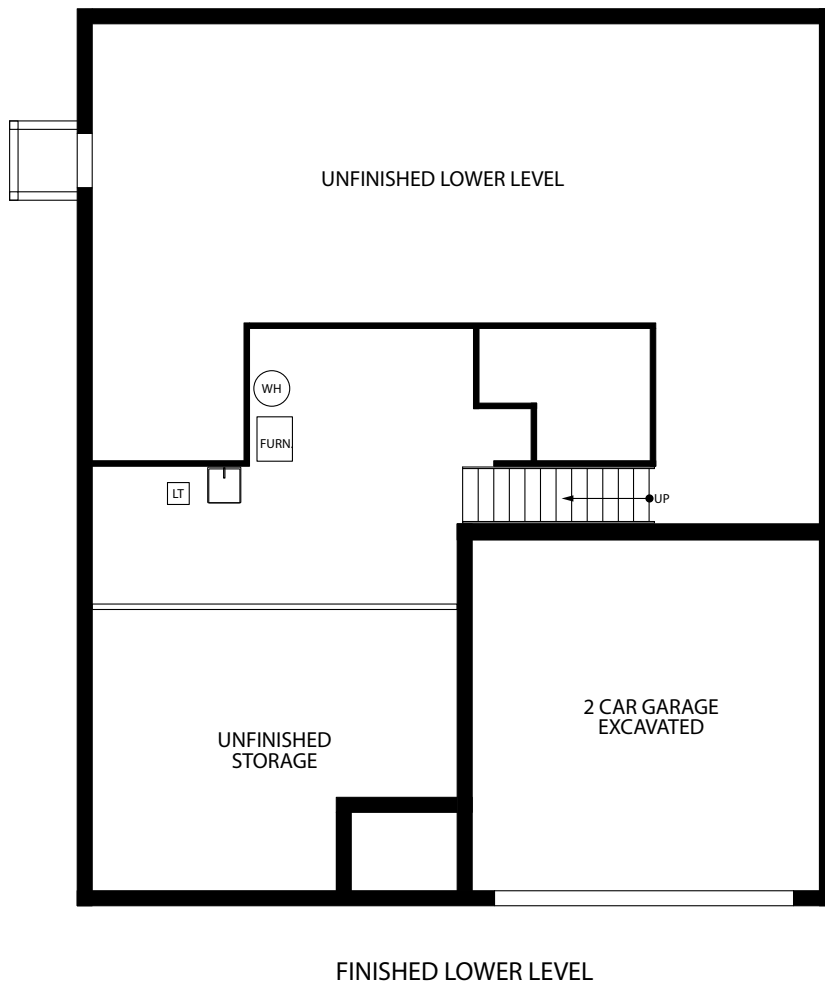 UNFINISHED LOWER LEVEL
WH
FURN.
LT
UP
2 CAR GARAGE
EXCAVATED
UNFINISHED
STORAGE
FINISHED LOWER LEVEL